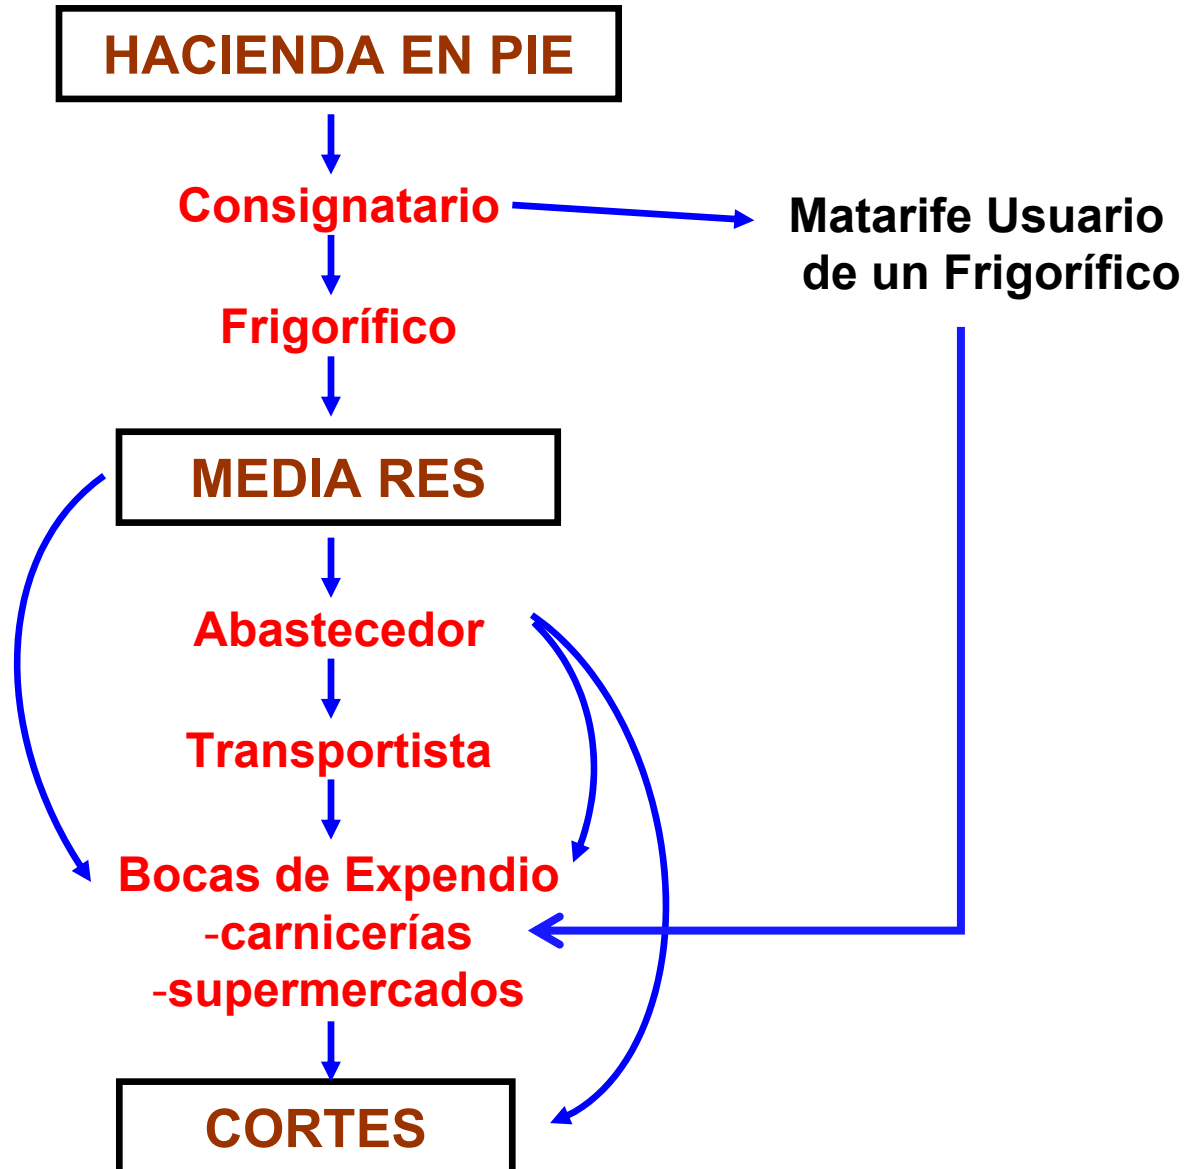 HACIENDA EN PIE
Consignatario
Matarife Usuario
de un Frigorífico
Frigorífico
MEDIA RES
Abastecedor
Transportista
Bocas de Expendio
-carnicerías
-supermercados
CORTES